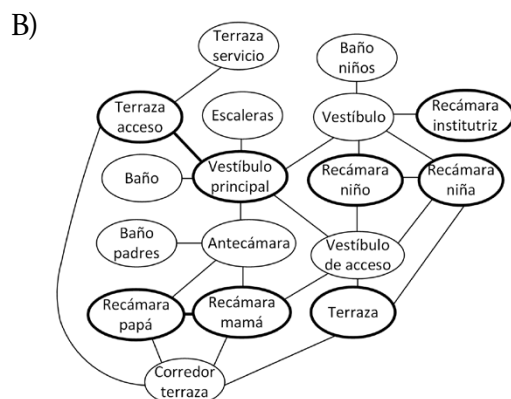 B)
Terraza
servicio
Baño
niños
Terraza
acceso
Escaleras
Vestíbulo
Recámara
institutriz
Baño
Vestíbulo
principal
Recámara
niño
Recámara
niña
Baño
padres
Antecámara
Vestíbulo
de acceso
Recámara
papá
Recámara
mamá
Terraza
Corredor
terraza